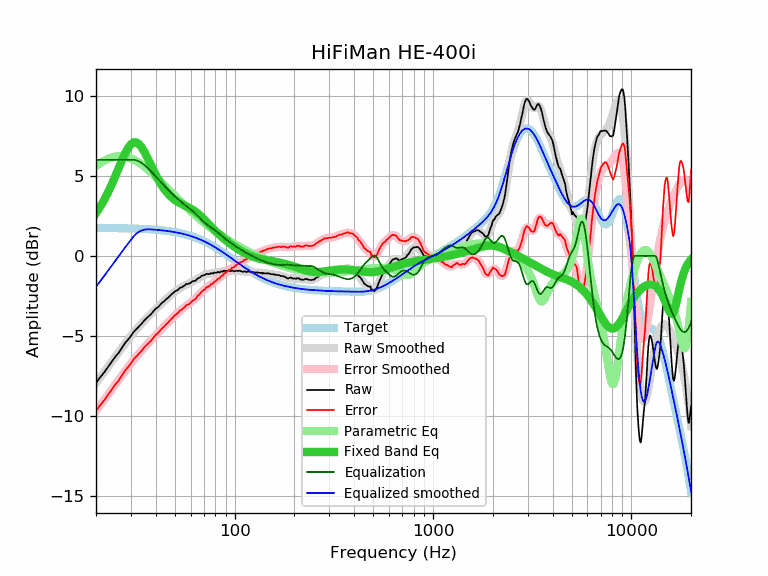 HiFiMan HE-400i
10
5
0
−5
−10
−15
Amplitude (dBr)
Target
Raw Smoothed
Error Smoothed
Raw
Error
Parametric Eq
Fixed Band Eq
Equalization
Equalized smoothed
100
1000
10000
Frequency (Hz)